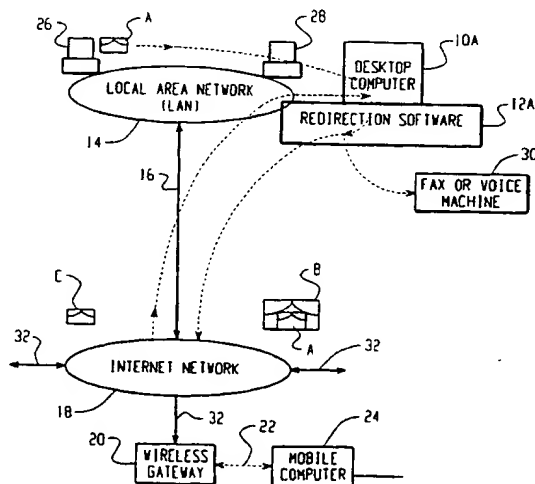 26
A
28
10A
DESKTOP
COMPUTER
LOCAL AREA NETWORK
(LAN)
REDIRECTION SOFTWARE
12A
14
16
30
FAX OR VOICE
MACHINE
C
B
A
32
32
INTERNET NETWORK
18
32
20
22
24
WIRELESS
GATEWAY
MOBILE
COMPUTER